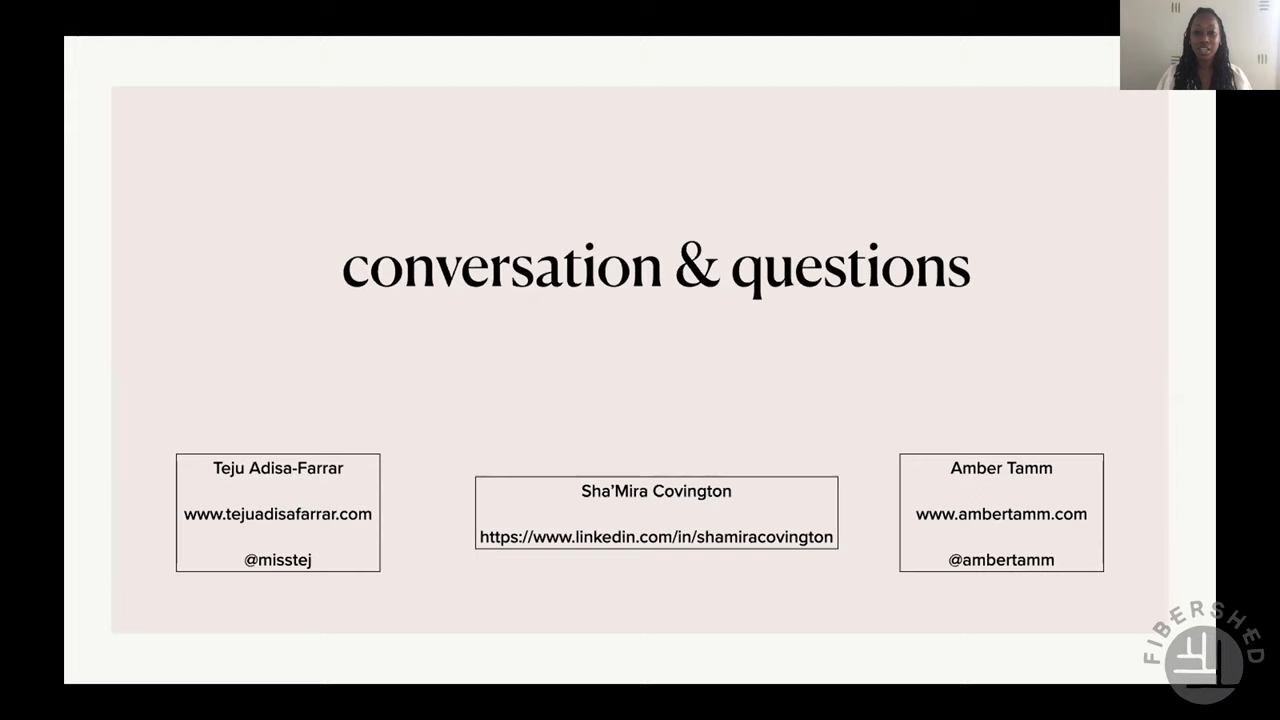 conversation & questions
Teju Adisa-Farrar
www.tejuadisafarrar.com
@misstej
Sha’Mira Covington
https://www.linkedin.com/in/shamiracovington
Amber Tamm
www.ambertamm.com
@ambertamm
FIBERSHED